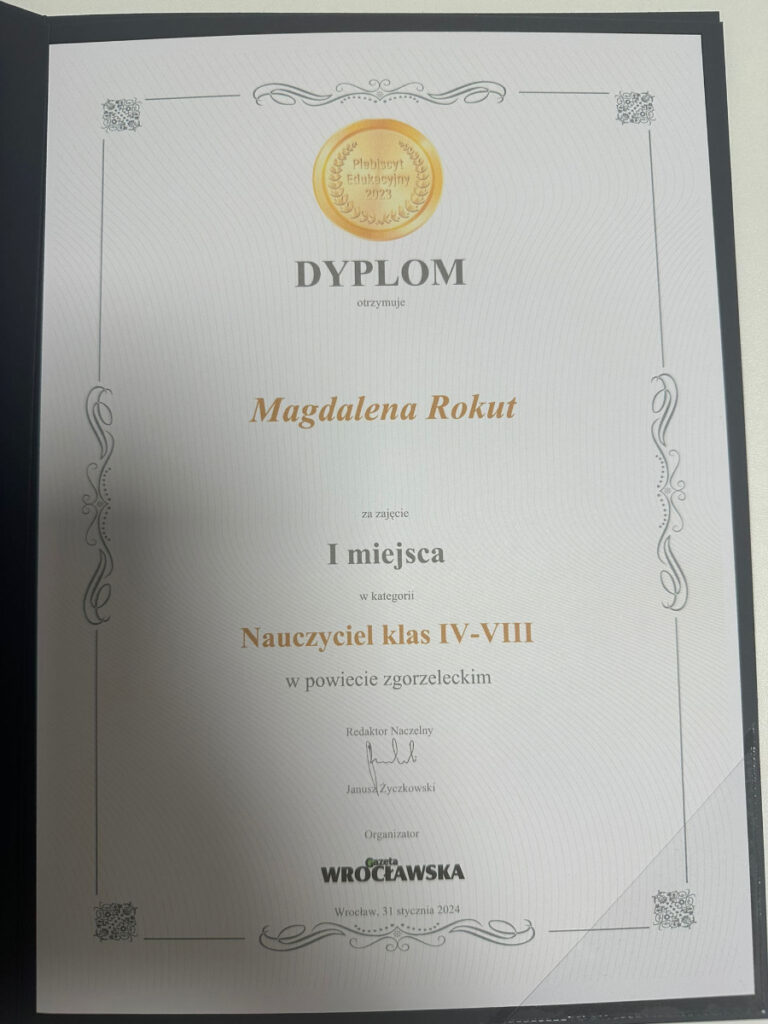 Plebiscyt
Edukacyjny
2023
DYPLOM
otrzymuje
Magdalena Rokut
za zajęcie
I miejsca
w kategorii
Nauczyciel klas IV-VIII
w powiecie zgorzeleckim
Redaktor Naczelny
Janusz Życzkowski
Organizator
Gazeta
WROCŁAWSKA
Wrocław, 31 stycznia 2024